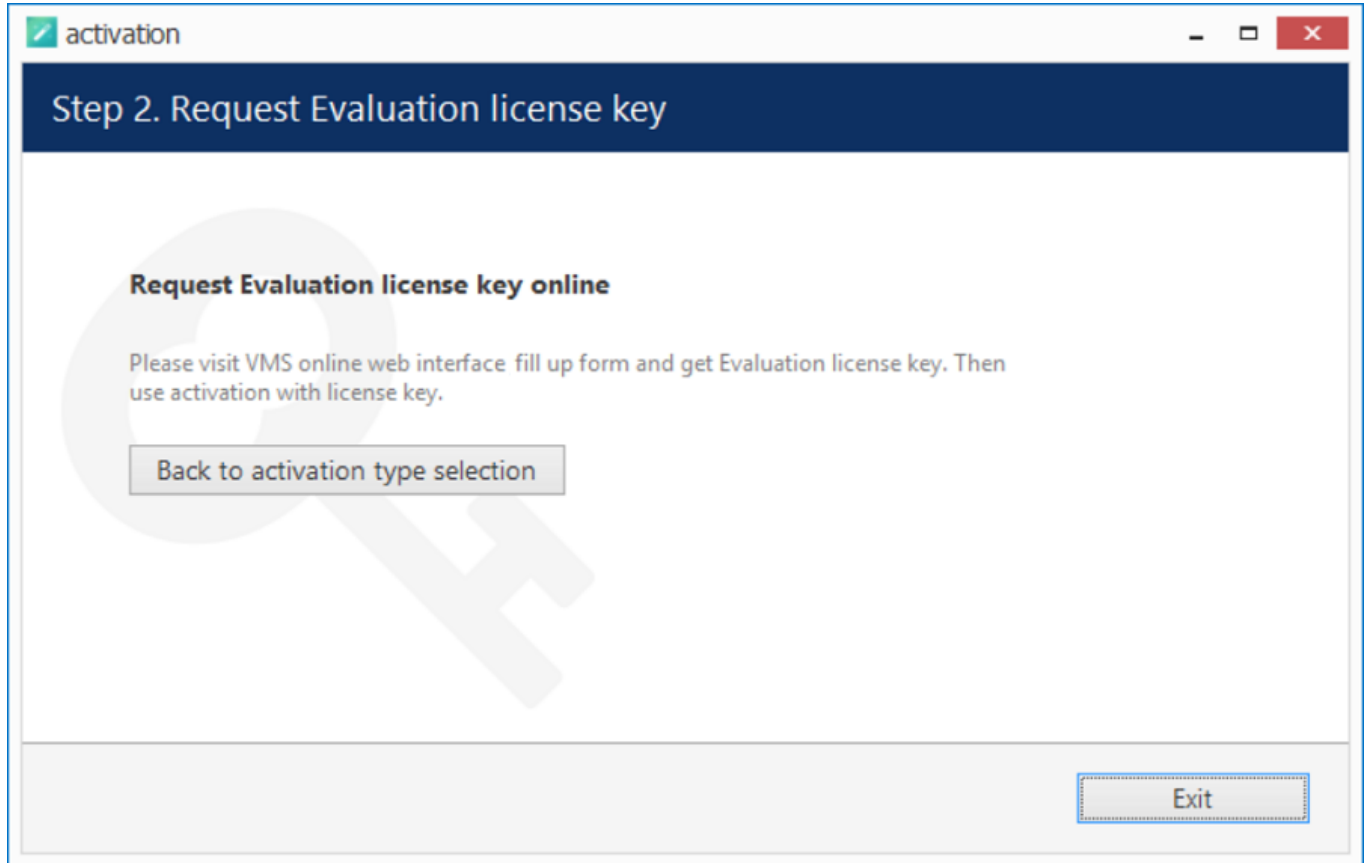 activation
Step 2. Request Evaluation license key
Request Evaluation license key online
Please visit VMS online web interface fill up form and get Evaluation license key. Then
use activation with license key.
Back to activation type selection
Exit